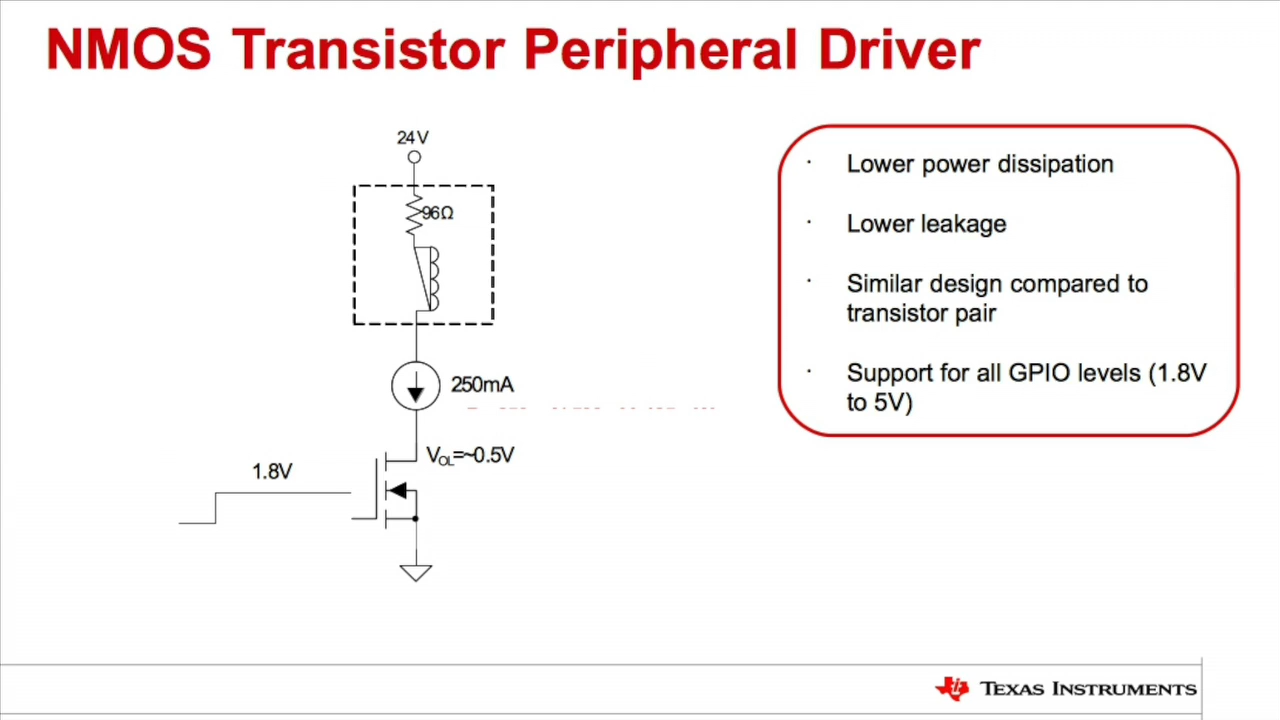 NMOS Transistor Peripheral Driver
24V
96Ω
250mA
VOL=~0.5V
1.8V
· Lower power dissipation
· Lower leakage
· Similar design compared to
transistor pair
· Support for all GPIO levels (1.8V
to 5V)
TEXAS INSTRUMENTS